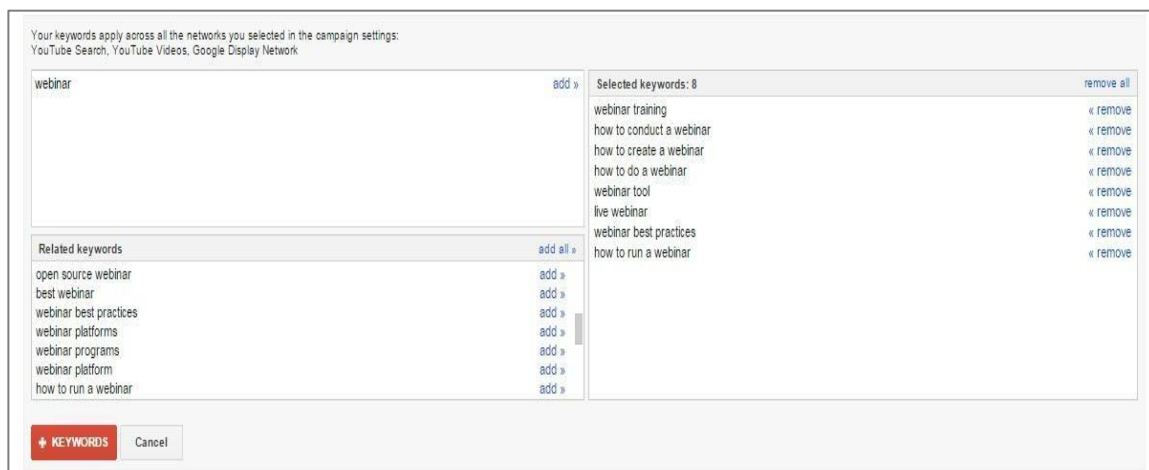 Your keywords apply across all the networks you selected in the campaign settings:
YouTube Search, YouTube Videos, Google Display Network
webinar add »
Related keywords add all »
open source webinar add »
best webinar add »
webinar best practices add »
webinar platforms add »
webinar programs add »
webinar platform add »
how to run a webinar add »
Selected keywords: 8 remove all
webinar training « remove
how to conduct a webinar « remove
how to create a webinar « remove
how to do a webinar « remove
webinar tool « remove
live webinar « remove
webinar best practices « remove
how to run a webinar « remove
+ KEYWORDS Cancel